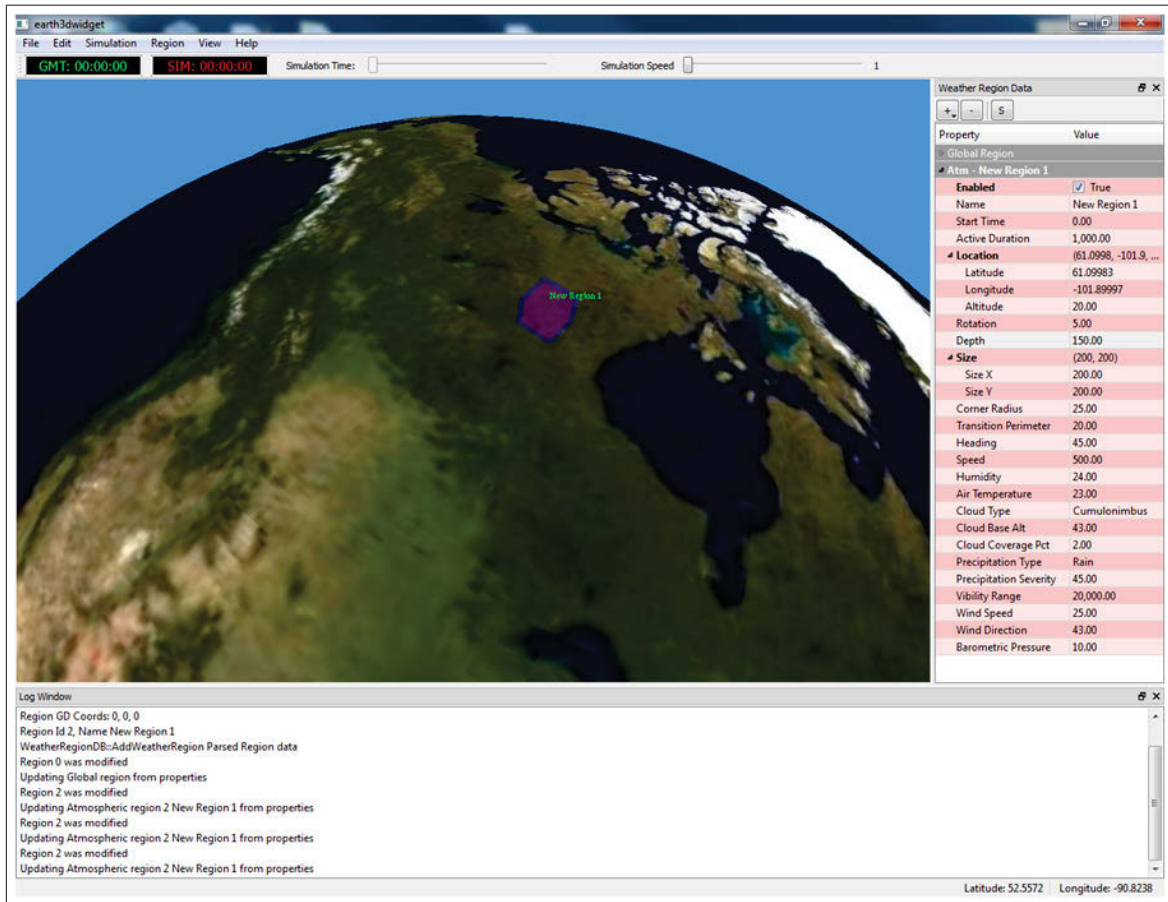 earth3dwidget
File Edit Simulation Region View Help
GMT: 00:00:00 SIM: 00:00:00 Simulation Time: Simulation Speed 1
Weather Region Data
+ - S
Property Value
Global Region
Atm - New Region 1
Enabled True
Name New Region 1
Start Time 0.00
Active Duration 1,000.00
Location (61.0998, -101.9, ...
Latitude 61.09983
Longitude -101.89997
Altitude 20.00
Rotation 5.00
Depth 150.00
Size (200, 200)
Size X 200.00
Size Y 200.00
Corner Radius 25.00
Transition Perimeter 20.00
Heading 45.00
Speed 500.00
Humidity 24.00
Air Temperature 23.00
Cloud Type Cumulonimbus
Cloud Base Alt 43.00
Cloud Coverage Pct 2.00
Precipitation Type Rain
Precipitation Severity 45.00
Vibility Range 20,000.00
Wind Speed 25.00
Wind Direction 43.00
Barometric Pressure 10.00
New Region 1
Log Window
Region GD Coords: 0, 0, 0
Region Id 2, Name New Region 1
WeatherRegionDB::AddWeatherRegion Parsed Region data
Region 0 was modified
Updating Global region from properties
Region 2 was modified
Updating Atmospheric region 2 New Region 1 from properties
Region 2 was modified
Updating Atmospheric region 2 New Region 1 from properties
Region 2 was modified
Updating Atmospheric region 2 New Region 1 from properties
Latitude: 52.5572 Longitude: -90.8238